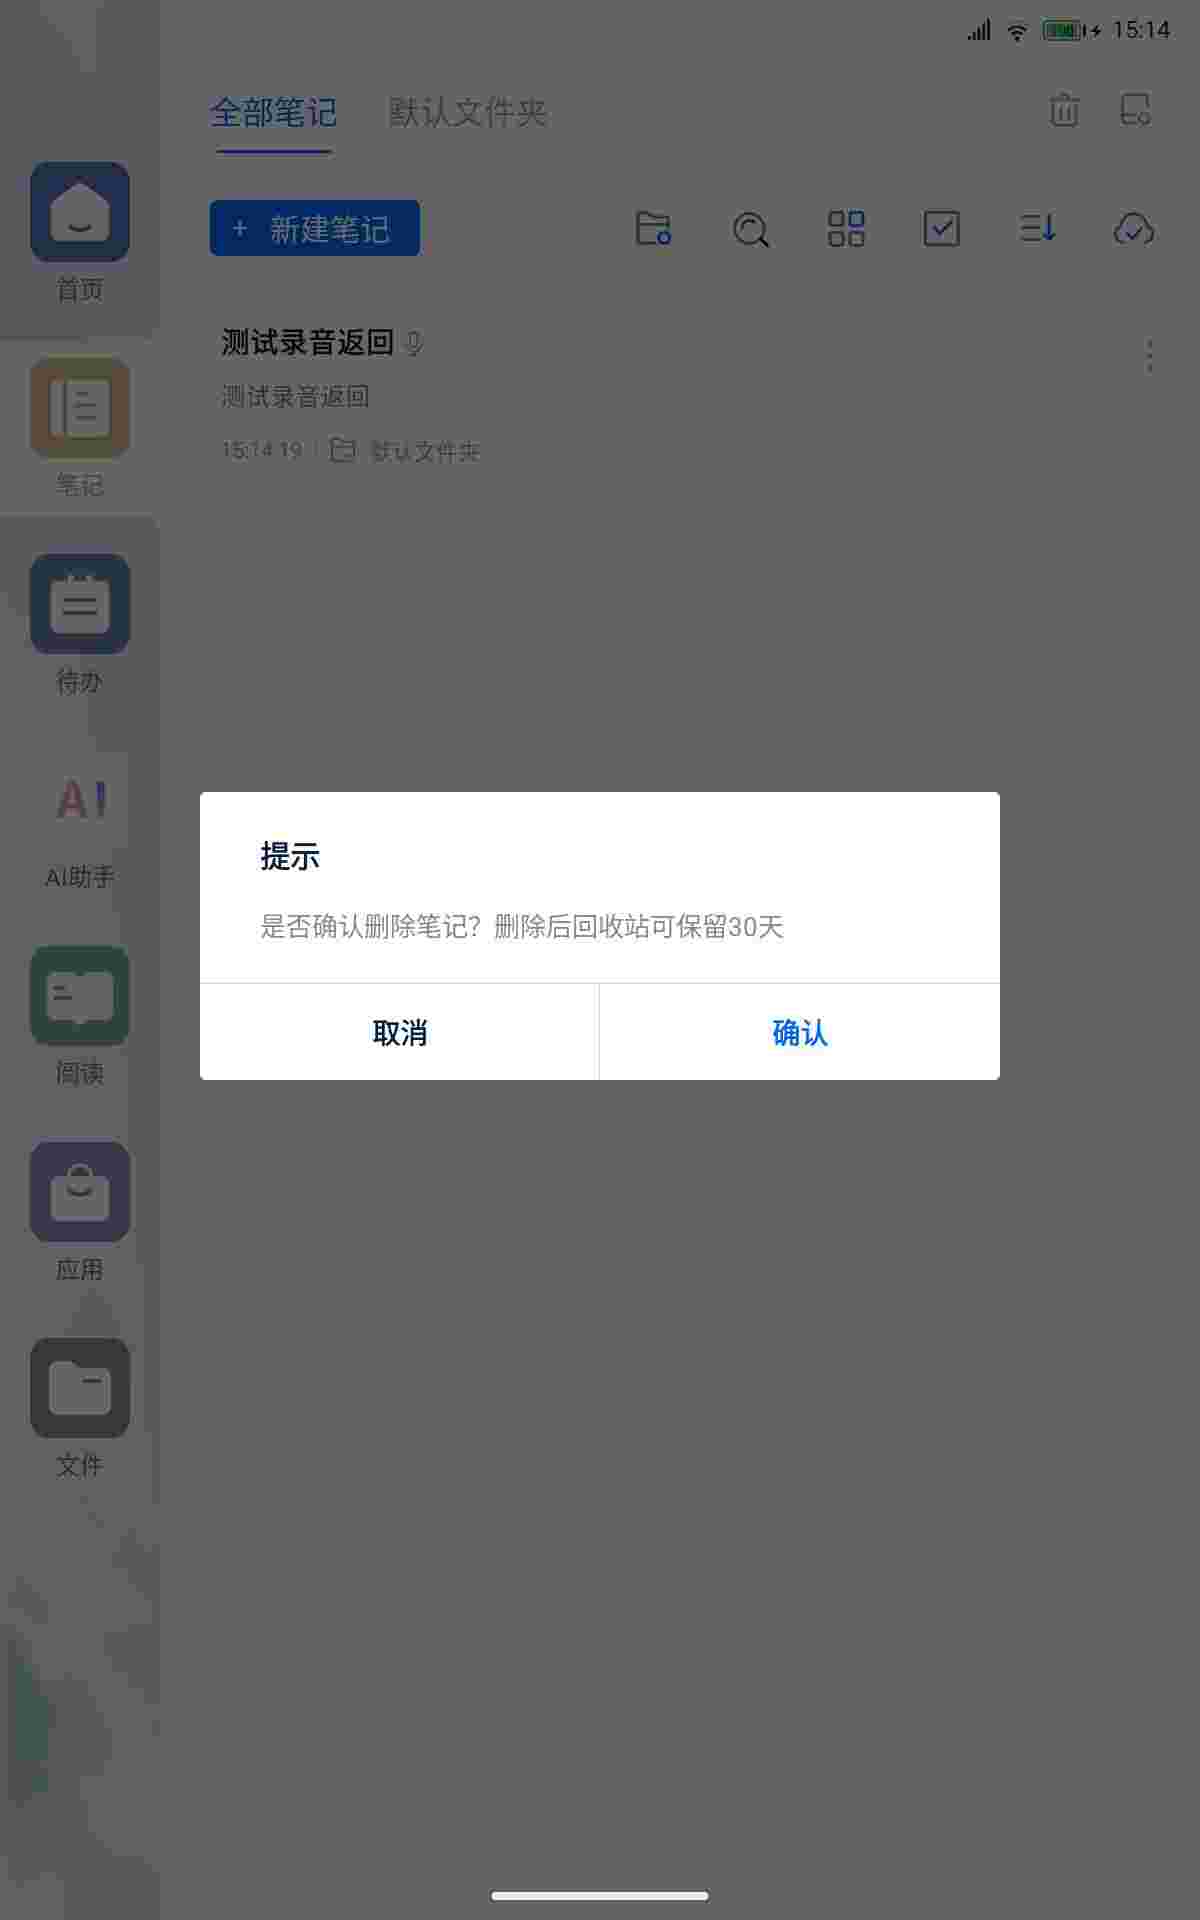 15:14
全部笔记 默认文件夹
+ 新建笔记
首页
测试录音返回
测试录音返回
15:14:19 默认文件夹
笔记
待办
AI
AI助手
提示
是否确认删除笔记？删除后回收站可保留30天
取消 确认
阅读
应用
文件